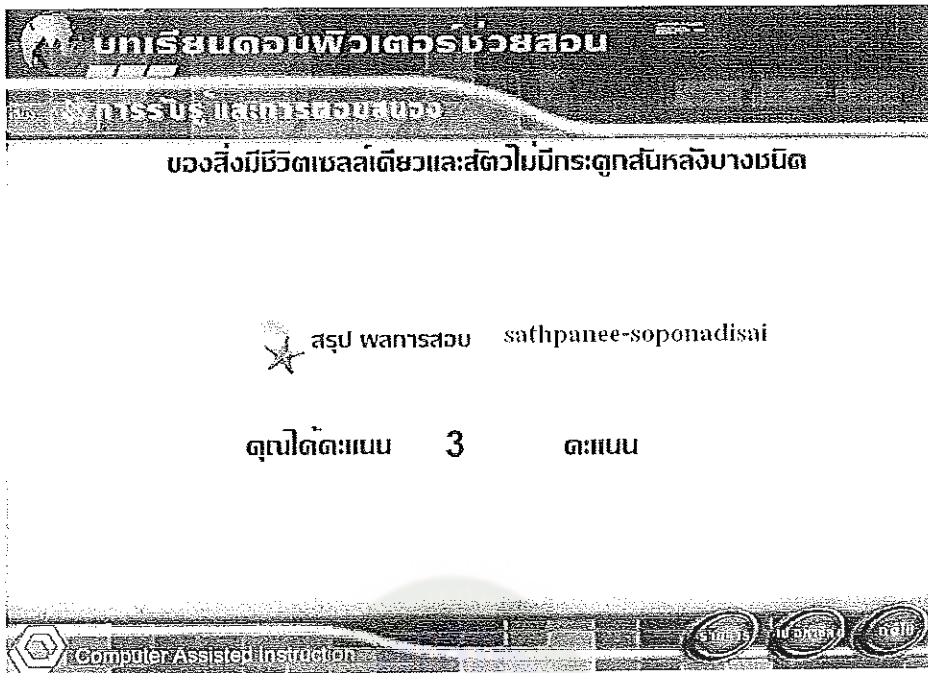 บทเรียนคอมพิวเตอร์ช่วยสอน
การรับรู้ และการตอบสนอง
ของสิ่งมีชีวิตเซลล์เดียวและสัตว์ไม่มีกระดูกสันหลังบางชนิด
สรุป ผลการสอบ sathpanee-soponadisai
คุณได้คะแนน 3 คะแนน
Computer Assisted Instruction